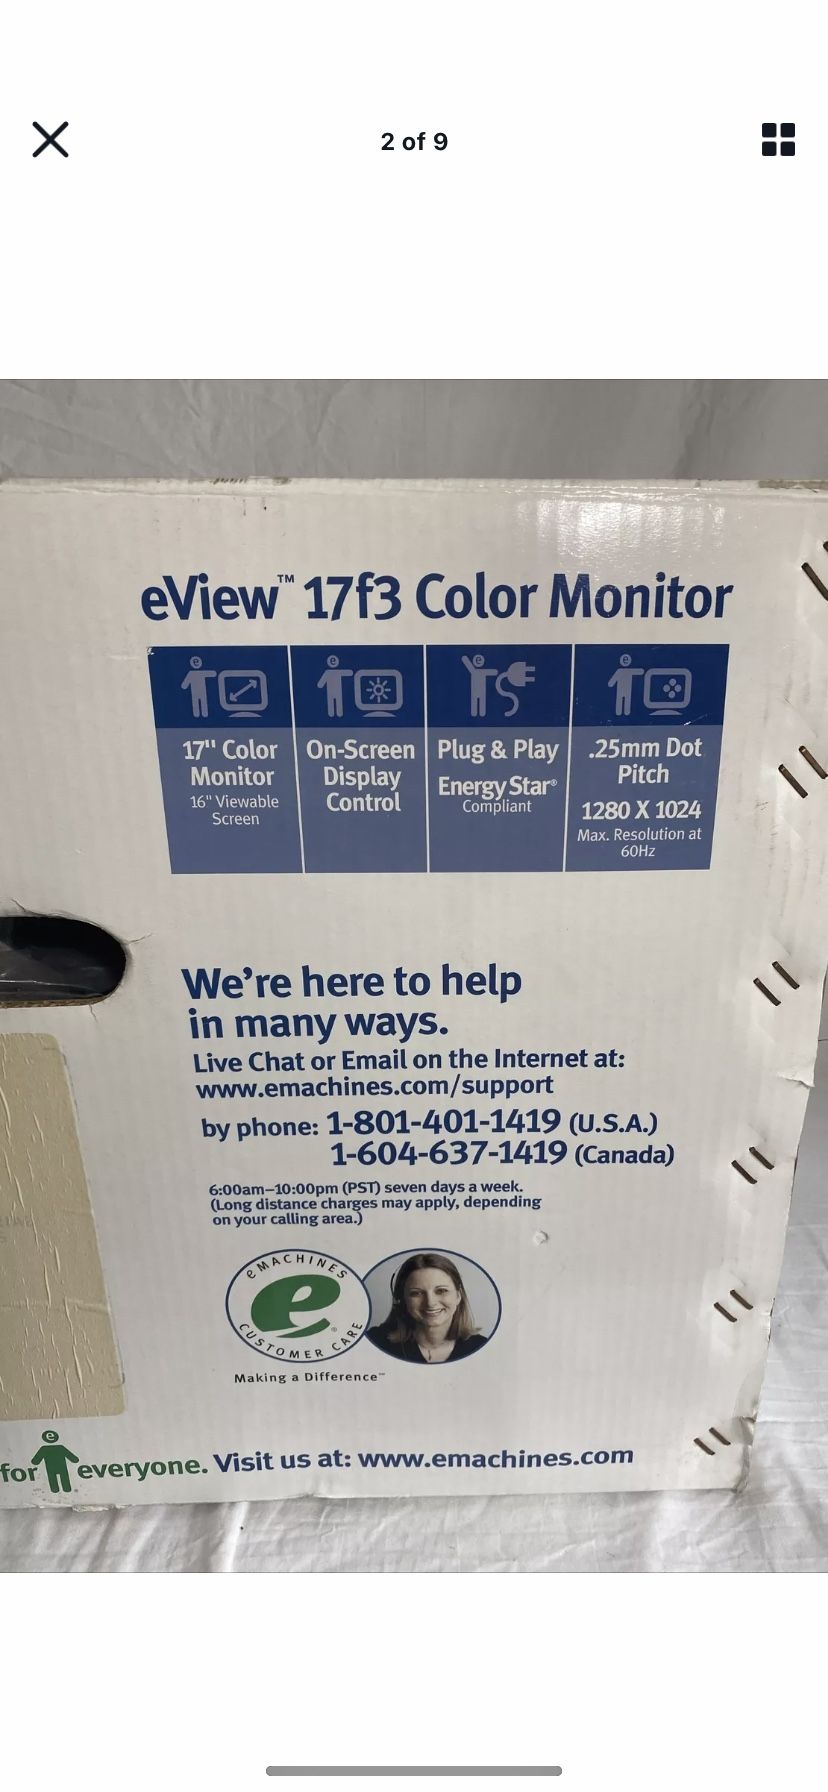 2 of 9
eView™ 17f3 Color Monitor
e
e
e
e
17" Color
Monitor
16" Viewable
Screen
On-Screen
Display
Control
Plug & Play
Energy Star®
Compliant
.25mm Dot
Pitch
1280 X 1024
Max. Resolution at
60Hz
We're here to help
in many ways.
Live Chat or Email on the Internet at:
www.emachines.com/support
by phone: 1-801-401-1419 (U.S.A.)
1-604-637-1419 (Canada)
6:00am–10:00pm (PST) seven days a week.
(Long distance charges may apply, depending
on your calling area.)
eMACHINES
e®
CUSTOMER CARE
Making a Difference™
e
for everyone. Visit us at: www.emachines.com